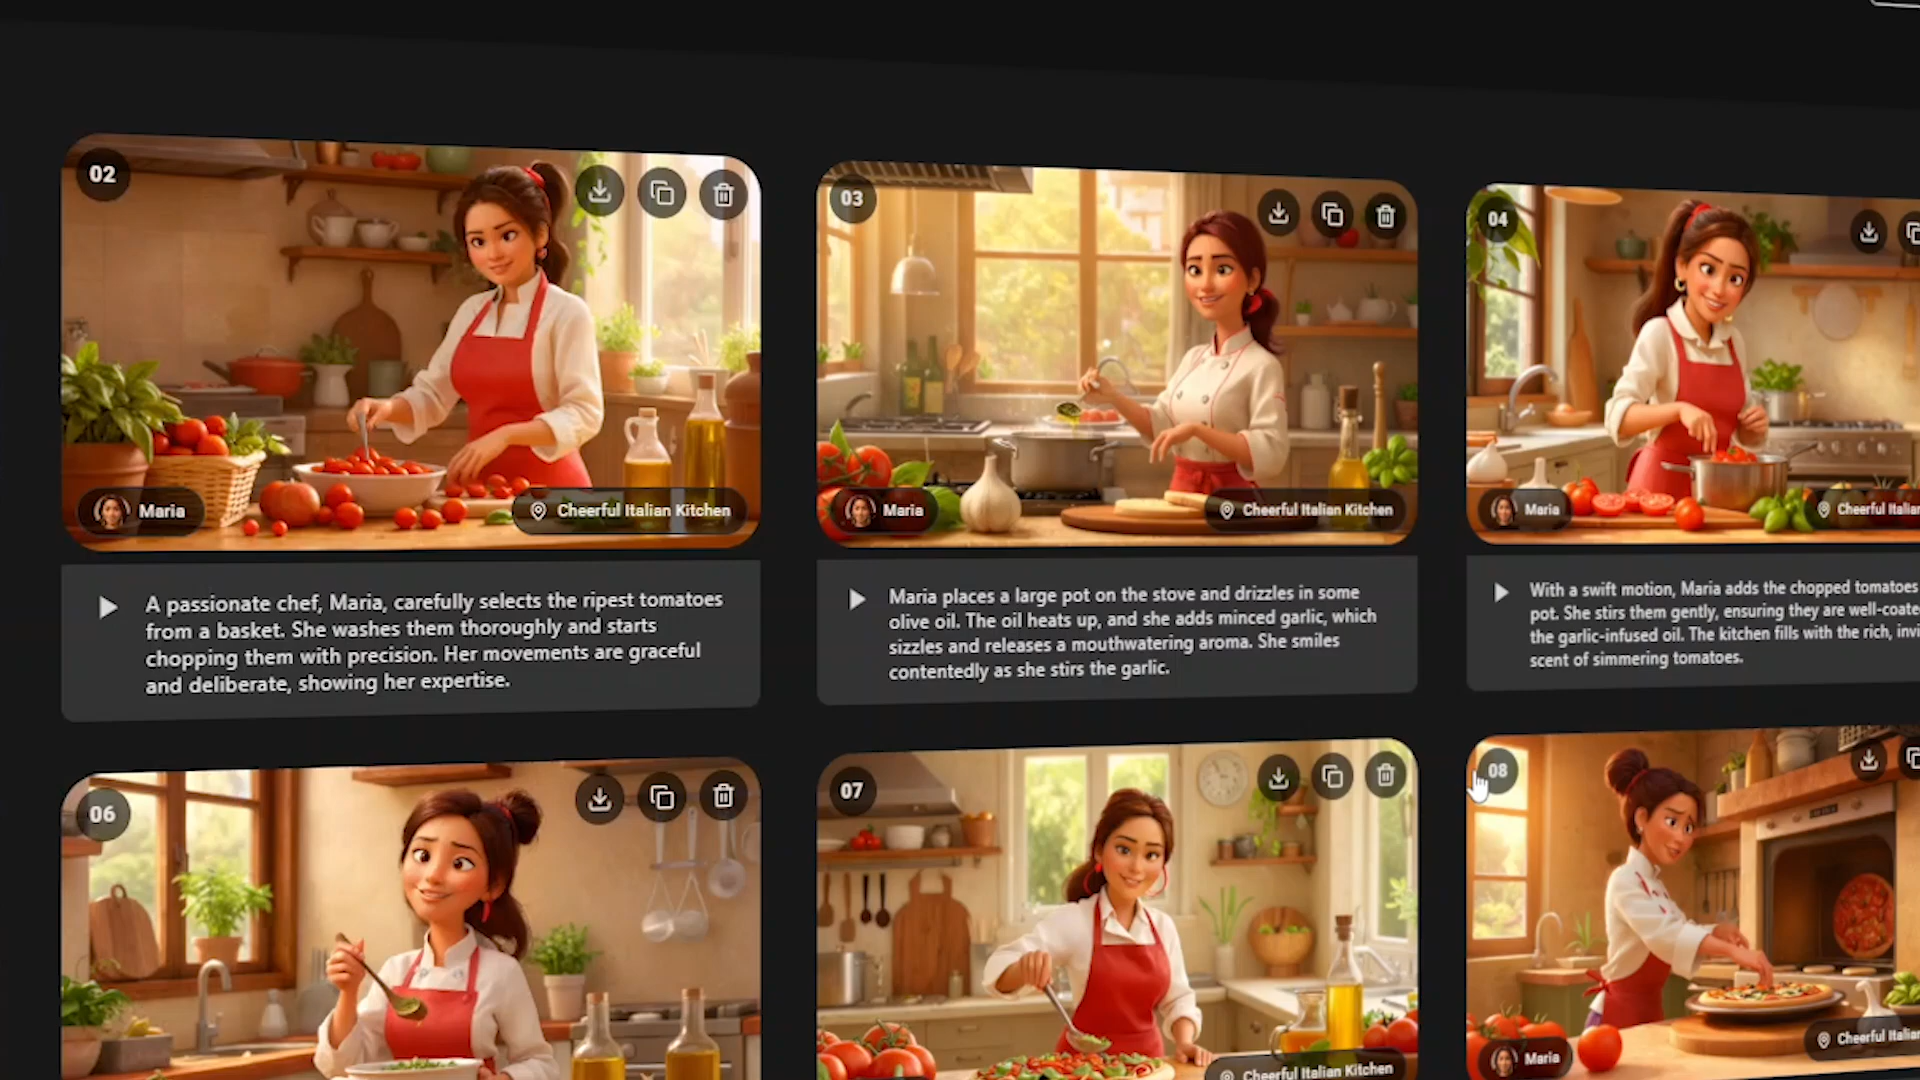 02
Maria
Cheerful Italian Kitchen
A passionate chef, Maria, carefully selects the ripest tomatoes
from a basket. She washes them thoroughly and starts
chopping them with precision. Her movements are graceful
and deliberate, showing her expertise.
03
Maria
Cheerful Italian Kitchen
Maria places a large pot on the stove and drizzles in some
olive oil. The oil heats up, and she adds minced garlic, which
sizzles and releases a mouthwatering aroma. She smiles
contentedly as she stirs the garlic.
04
Maria
Cheerful Italian
With a swift motion, Maria adds the chopped tomatoes
pot. She stirs them gently, ensuring they are well-coate
the garlic-infused oil. The kitchen fills with the rich, invi
scent of simmering tomatoes.
06
07
Cheerful Italian Kitchen
08
Maria
Cheerful Italian